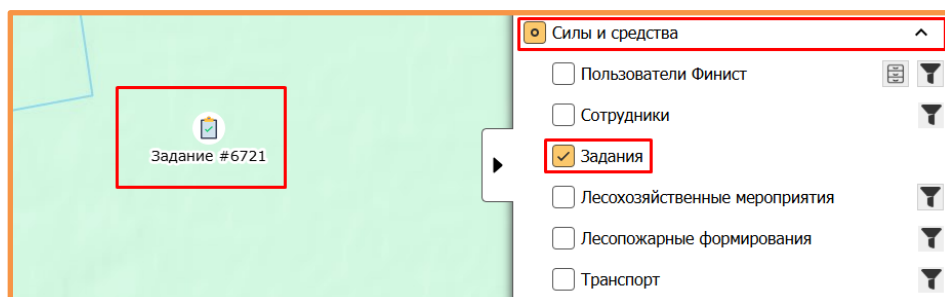 Задание #6721
Силы и средства
Пользователи Финист
Сотрудники
Задания
Лесохозяйственные мероприятия
Лесопожарные формирования
Транспорт